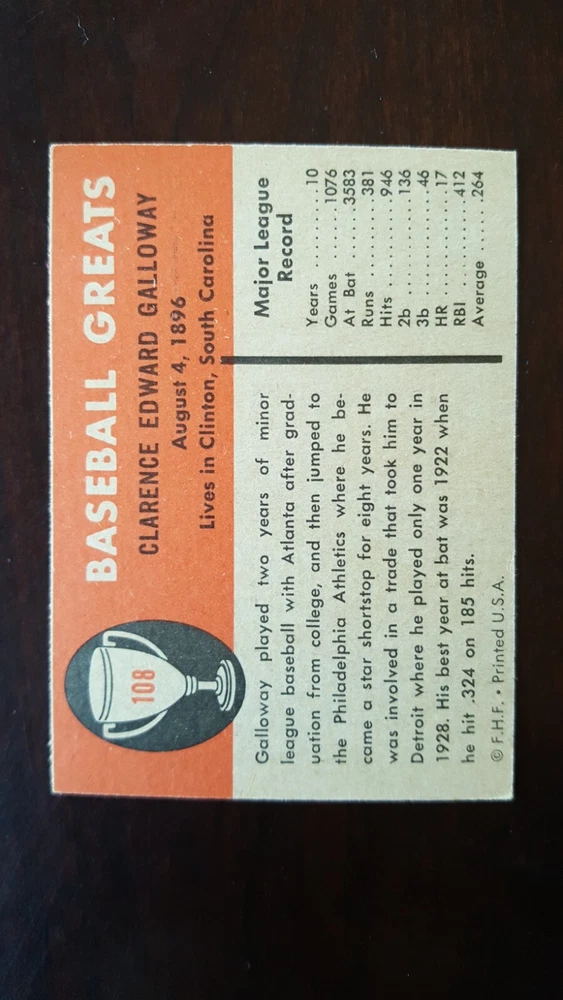 108
BASEBALL GREATS
CLARENCE EDWARD GALLOWAY
August 4, 1896
Lives in Clinton, South Carolina
Galloway played two years of minor
league baseball with Atlanta after grad-
uation from college, and then jumped to
the Philadelphia Athletics where he be-
came a star shortstop for eight years. He
was involved in a trade that took him to
Detroit where he played only one year in
1928. His best year at bat was 1922 when
he hit .324 on 185 hits.
© F.H.F. • Printed U.S.A.
Major League
Record
Years ..........10
Games ......1076
At Bat ......3583
Runs .........381
Hits ...........946
2b .............136
3b ...............46
HR ..............17
RBI ............412
Average ......264